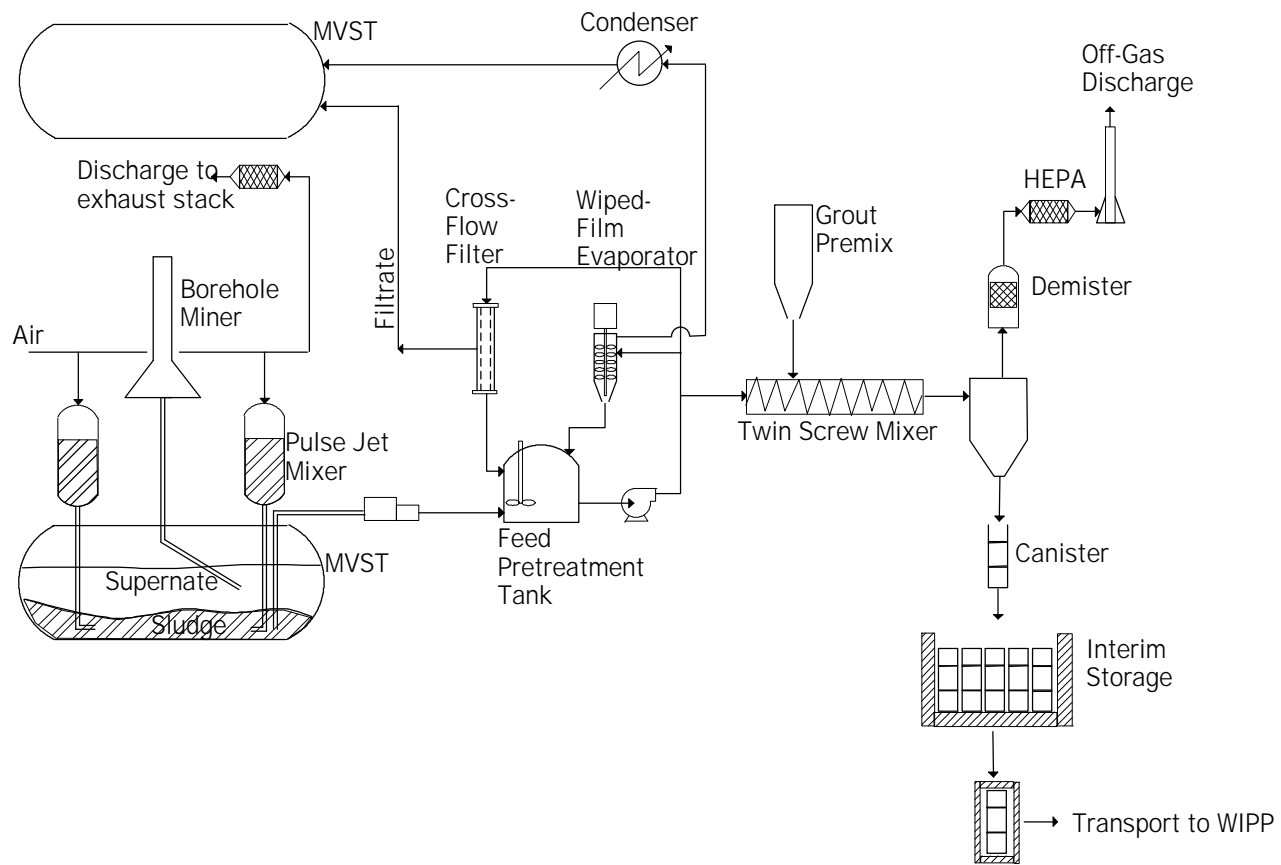 MVST
Condenser
Off-Gas
Discharge
Discharge to
exhaust stack
Cross-
Flow
Filter
Wiped-
Film
Evaporator
Grout
Premix
HEPA
Demister
Filtrate
Borehole
Miner
Air
Pulse Jet
Mixer
Twin Screw Mixer
Feed
Pretreatment
Tank
MVST
Supernate
Sludge
Canister
Interim
Storage
Transport to WIPP